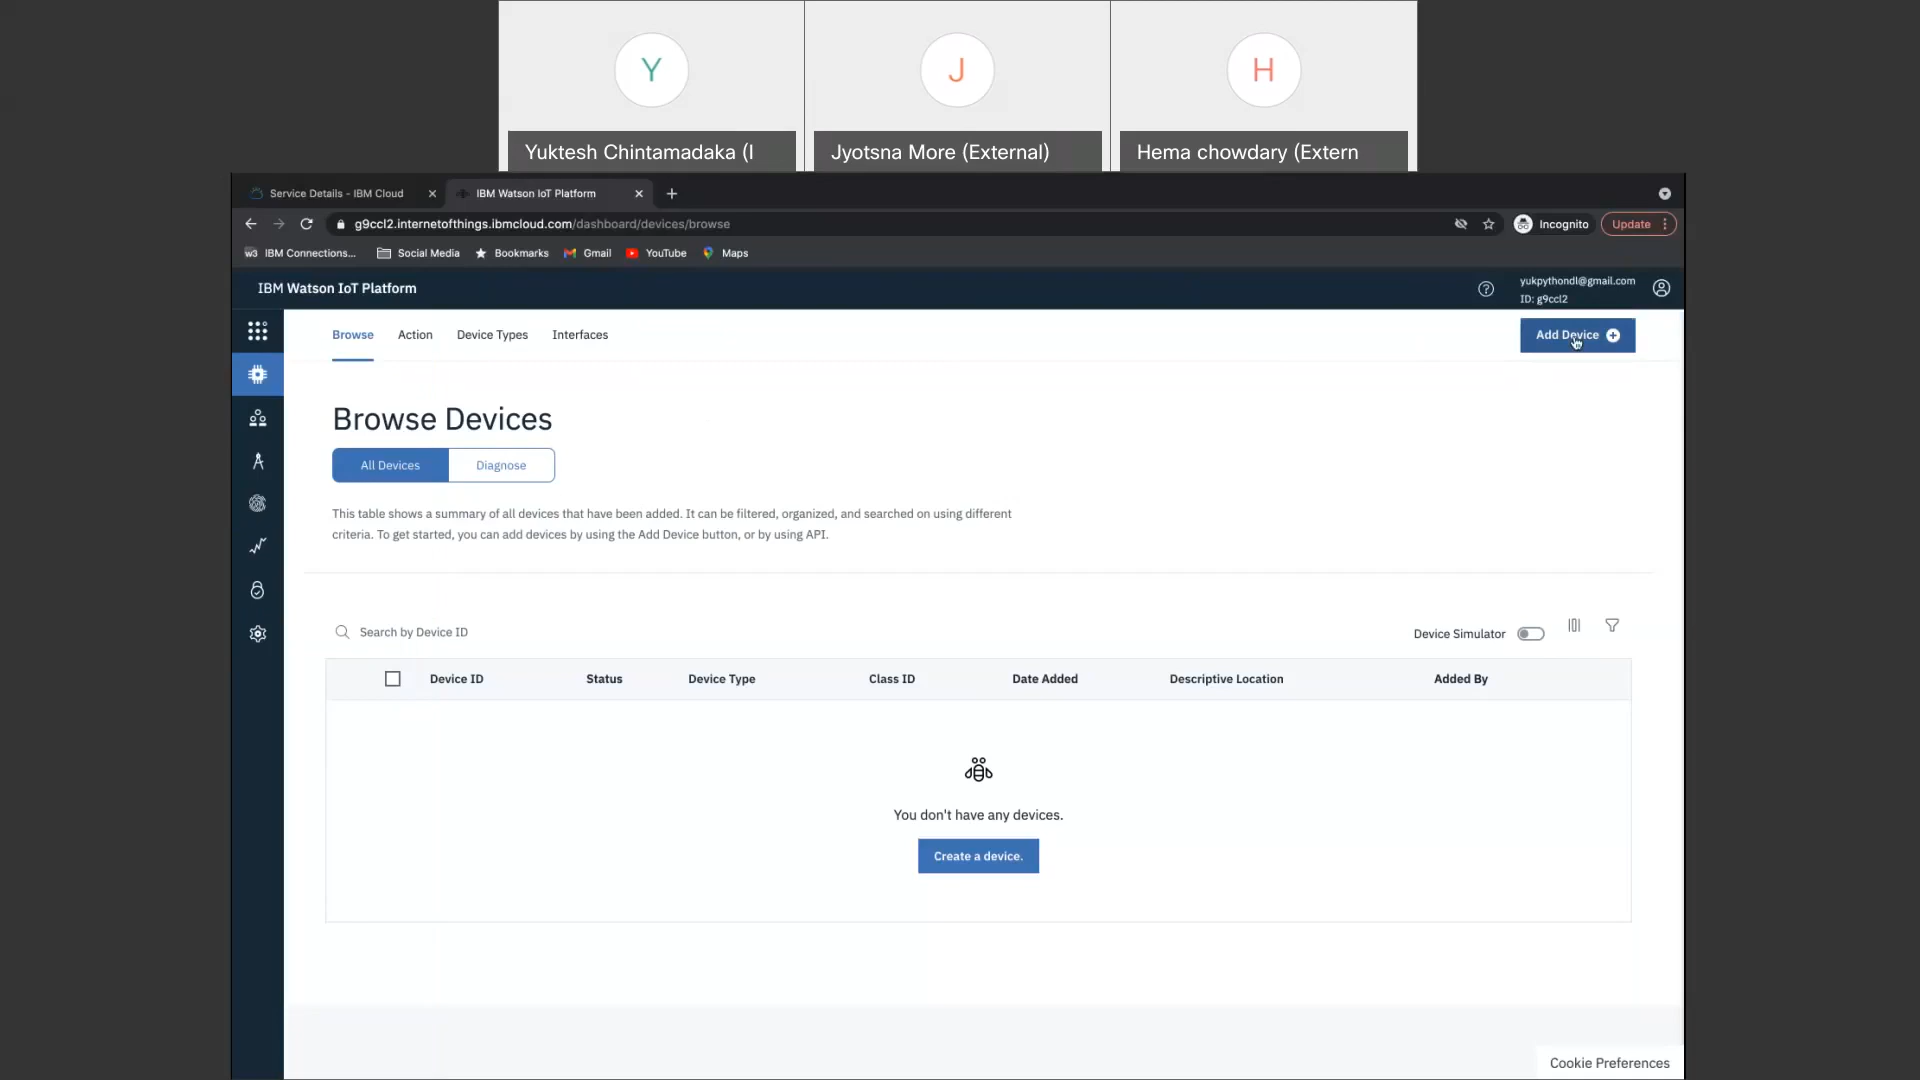 Y
J
H
Yuktesh Chintamadaka (I
Jyotsna More (External)
Hema chowdary (Extern
Service Details - IBM Cloud
IBM Watson IoT Platform
g9ccl2.internetofthings.ibmcloud.com/dashboard/devices/browse
Incognito
Update
w3 IBM Connections...
Social Media
Bookmarks
Gmail
YouTube
Maps
IBM Watson IoT Platform
yukpythondl@gmail.com
ID: g9ccl2
Browse
Action
Device Types
Interfaces
Add Device
Browse Devices
All Devices
Diagnose
This table shows a summary of all devices that have been added. It can be filtered, organized, and searched on using different
criteria. To get started, you can add devices by using the Add Device button, or by using API.
Search by Device ID
Device Simulator
Device ID
Status
Device Type
Class ID
Date Added
Descriptive Location
Added By
You don't have any devices.
Create a device.
Cookie Preferences